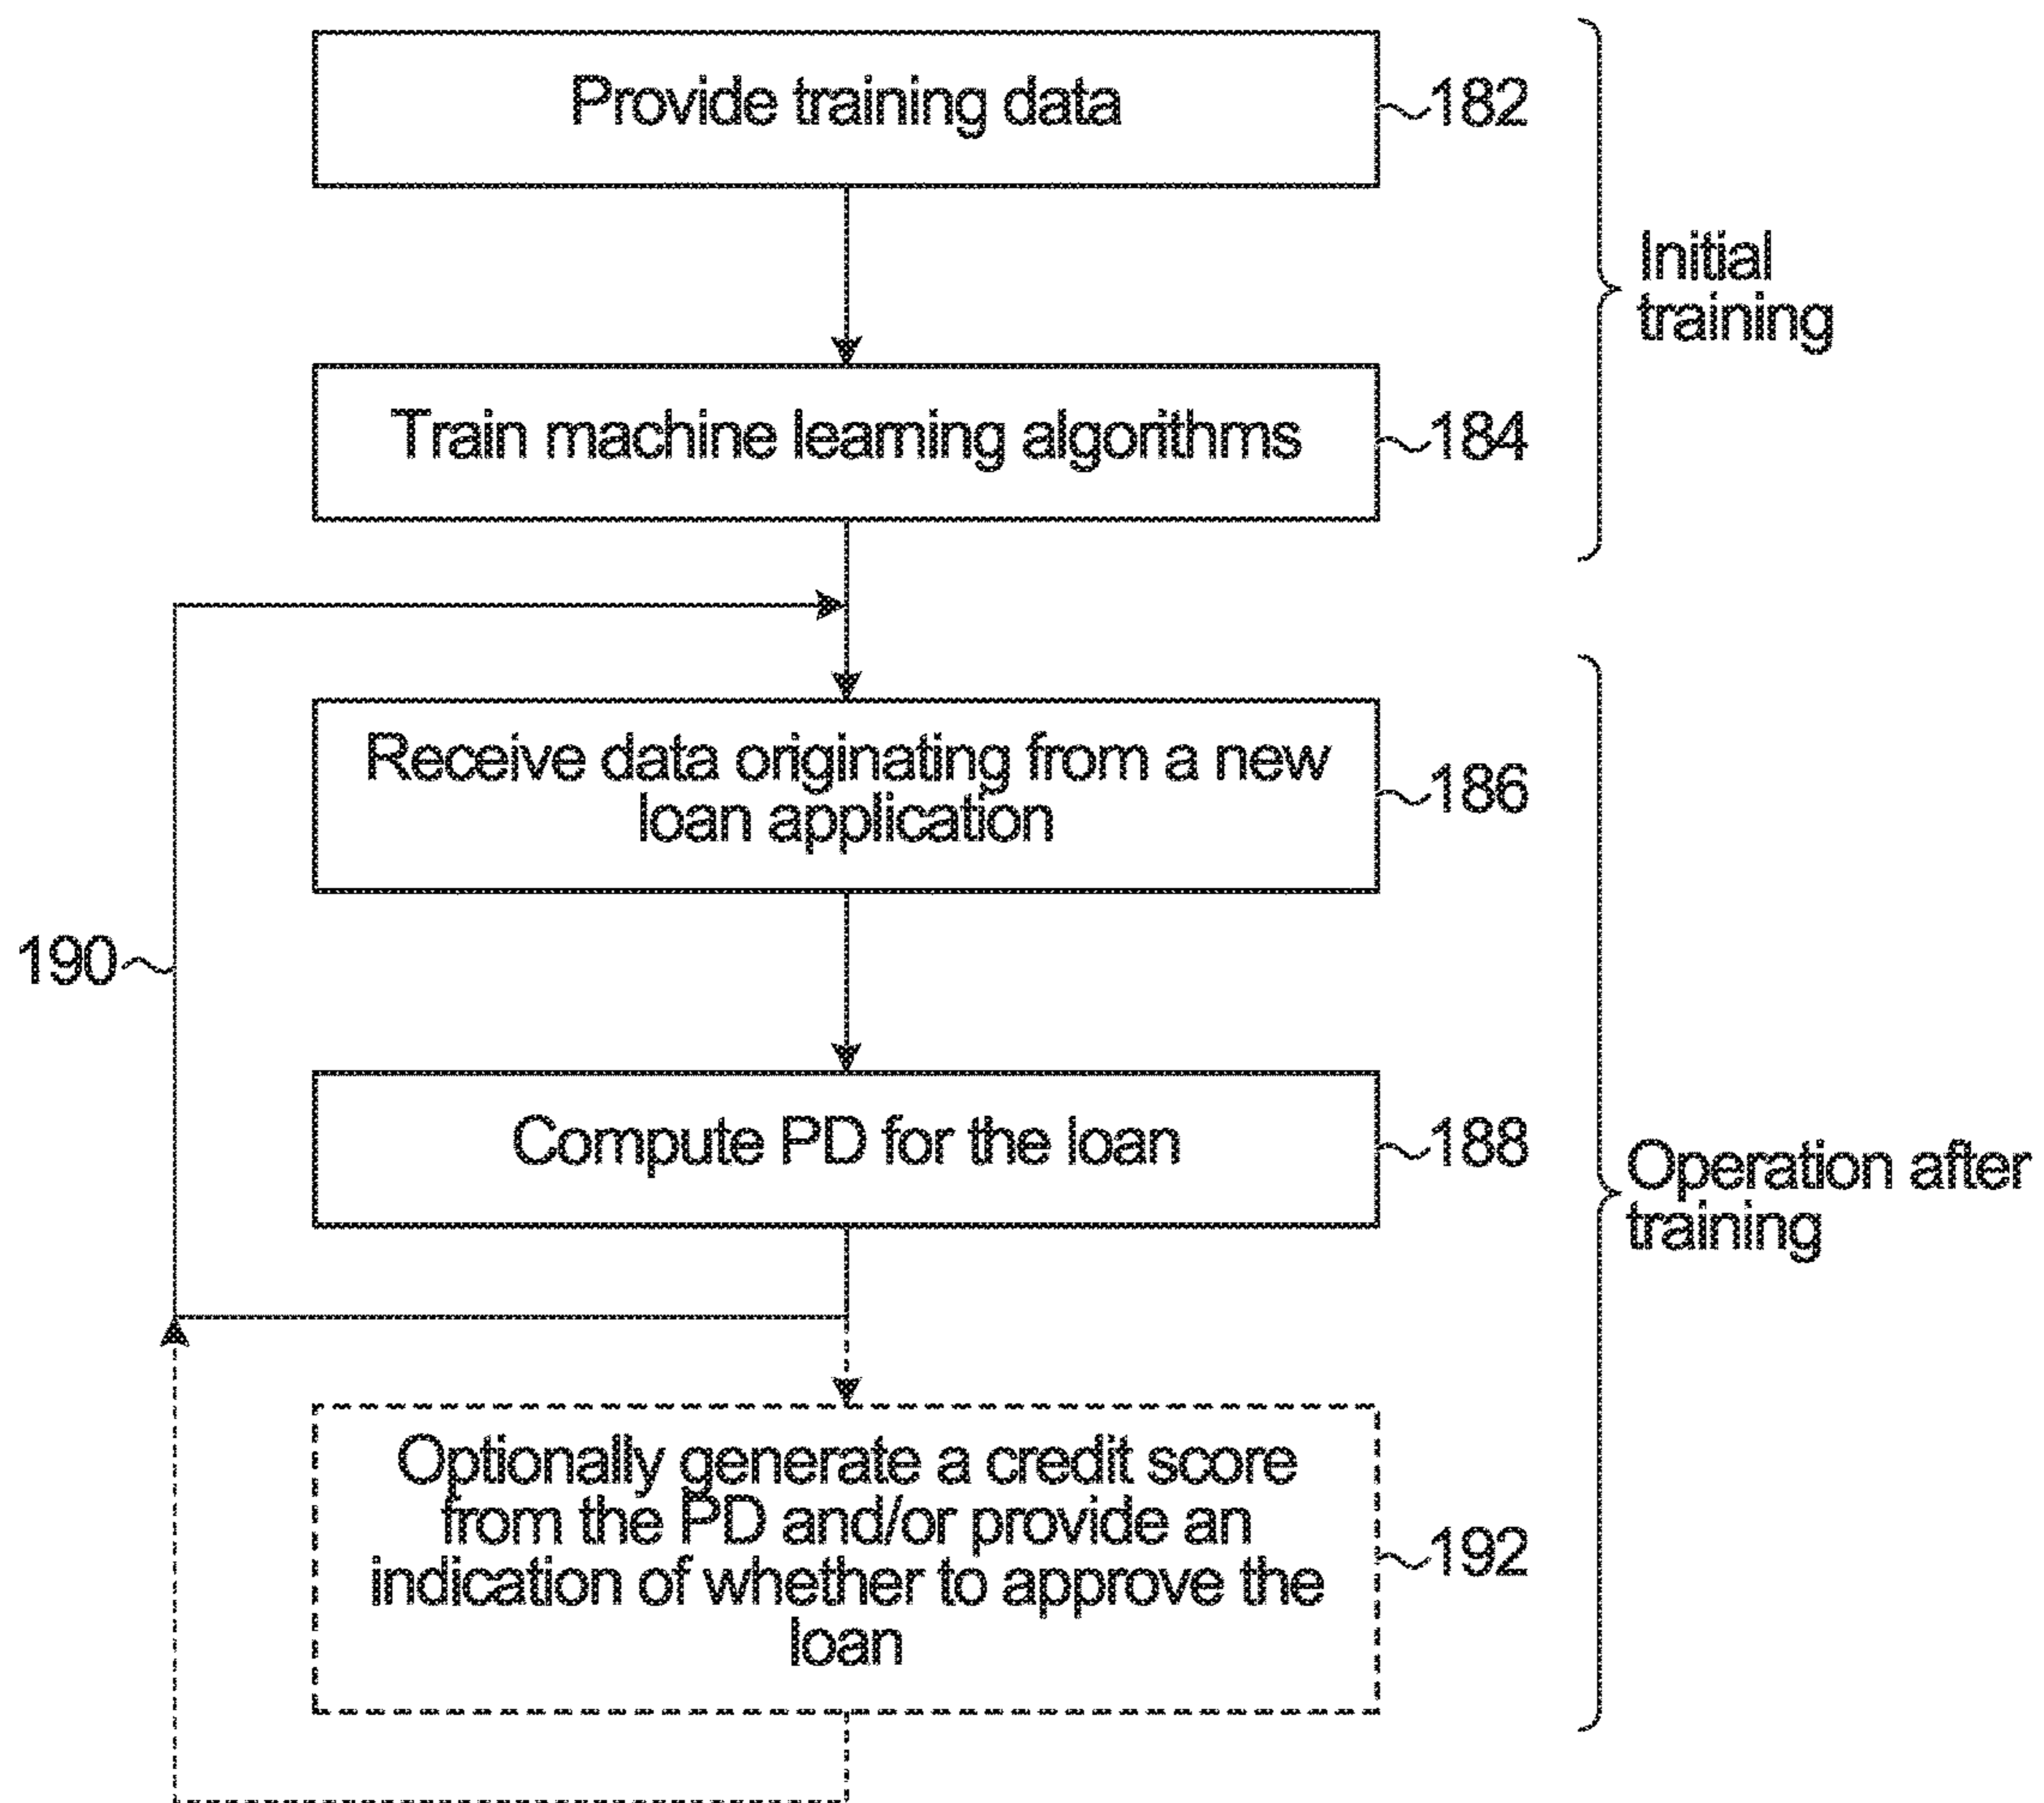 Provide training data
182
Initial
training
Train machine learning algorithms
184
Receive data originating from a new
loan application
186
190
Compute PD for the loan
188
Operation after
training
Optionally generate a credit score
from the PD and/or provide an
indication of whether to approve the
loan
192